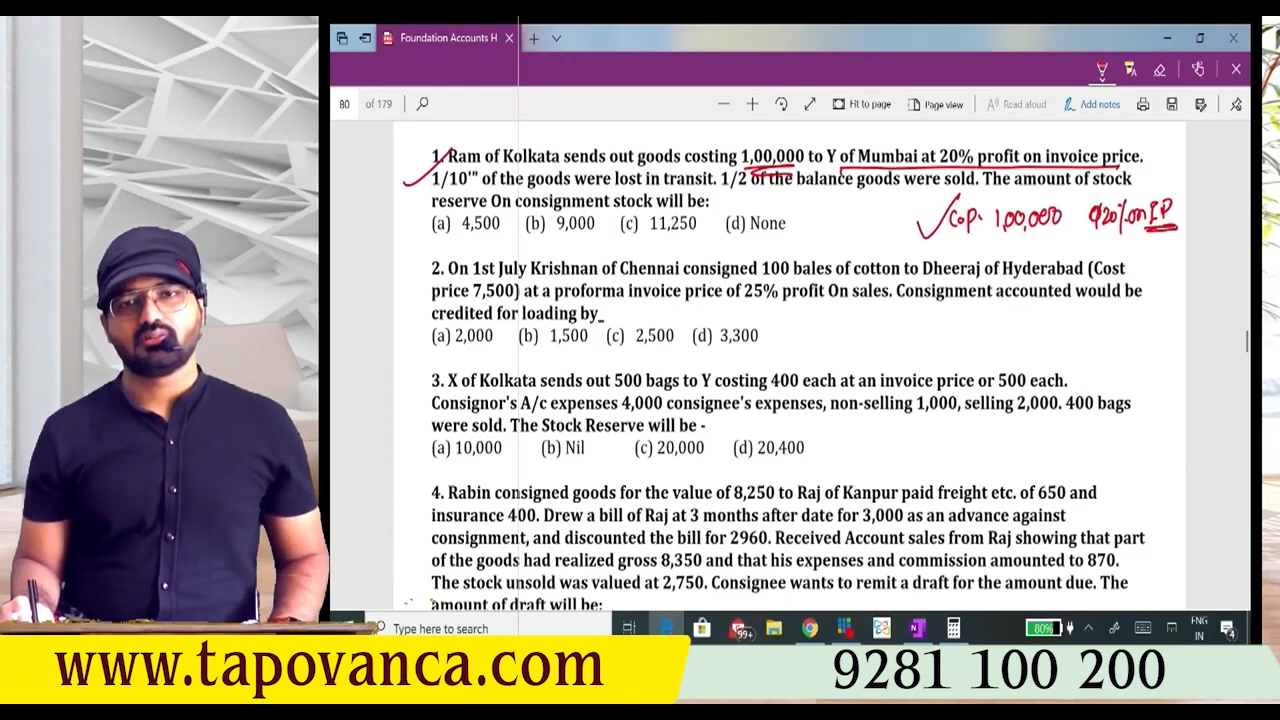 Foundation Accounts H
80 of 179
Fit to page
Page view
Read aloud
Add notes
1. Ram of Kolkata sends out goods costing 1,00,000 to Y of Mumbai at 20% profit on invoice price.
1/10'" of the goods were lost in transit. 1/2 of the balance goods were sold. The amount of stock
reserve On consignment stock will be:
(a) 4,500 (b) 9,000 (c) 11,250 (d) None
Cop. 1,00,000 @20% on IP
2. On 1st July Krishnan of Chennai consigned 100 bales of cotton to Dheeraj of Hyderabad (Cost
price 7,500) at a proforma invoice price of 25% profit On sales. Consignment accounted would be
credited for loading by_
(a) 2,000 (b) 1,500 (c) 2,500 (d) 3,300
3. X of Kolkata sends out 500 bags to Y costing 400 each at an invoice price or 500 each.
Consignor's A/c expenses 4,000 consignee's expenses, non-selling 1,000, selling 2,000. 400 bags
were sold. The Stock Reserve will be -
(a) 10,000 (b) Nil (c) 20,000 (d) 20,400
4. Rabin consigned goods for the value of 8,250 to Raj of Kanpur paid freight etc. of 650 and
insurance 400. Drew a bill of Raj at 3 months after date for 3,000 as an advance against
consignment, and discounted the bill for 2960. Received Account sales from Raj showing that part
of the goods had realized gross 8,350 and that his expenses and commission amounted to 870.
The stock unsold was valued at 2,750. Consignee wants to remit a draft for the amount due. The
amount of draft will be:
Type here to search
99+
80%
ENG
IN
4
www.tapovanca.com
9281 100 200